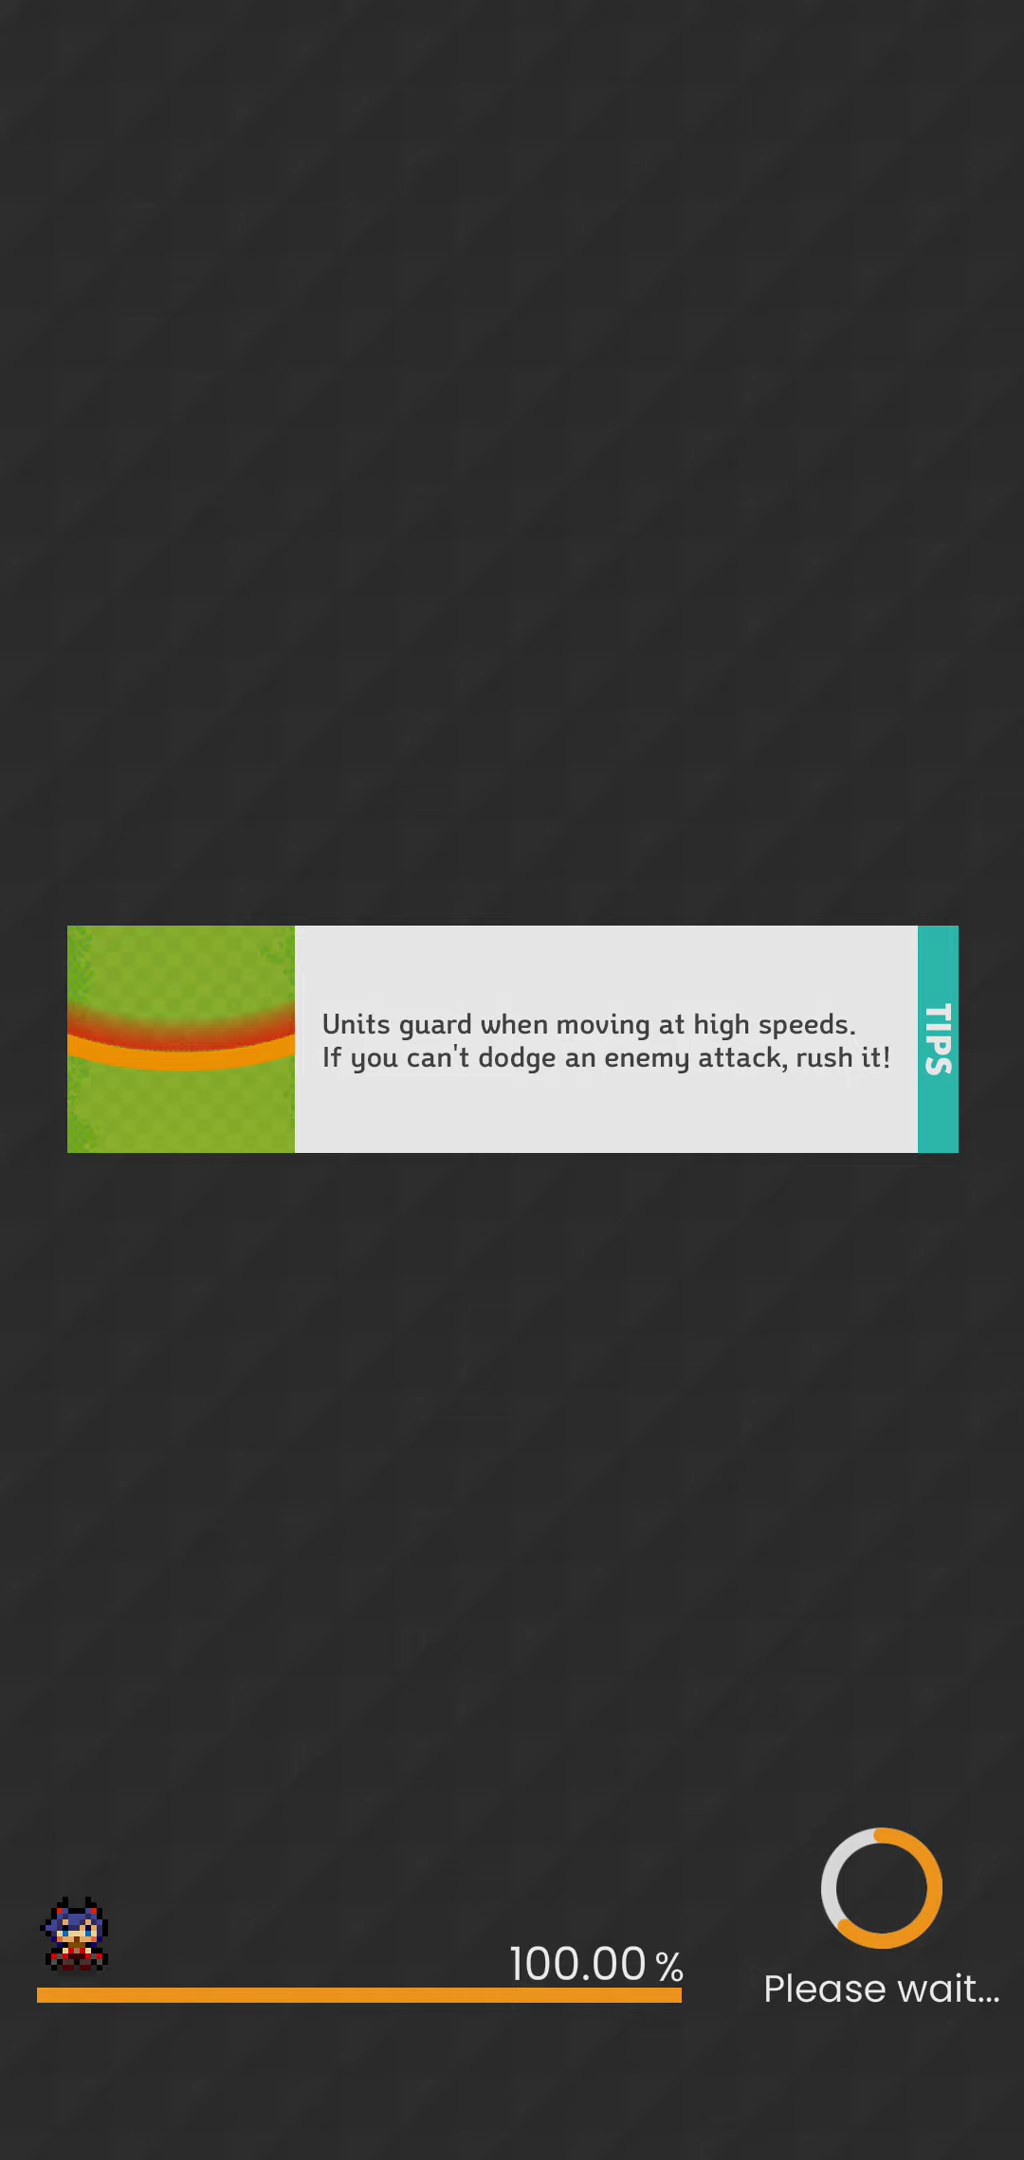 Units guard when moving at high speeds.
If you can't dodge an enemy attack, rush it!
TIPS
100.00 %
Please wait...